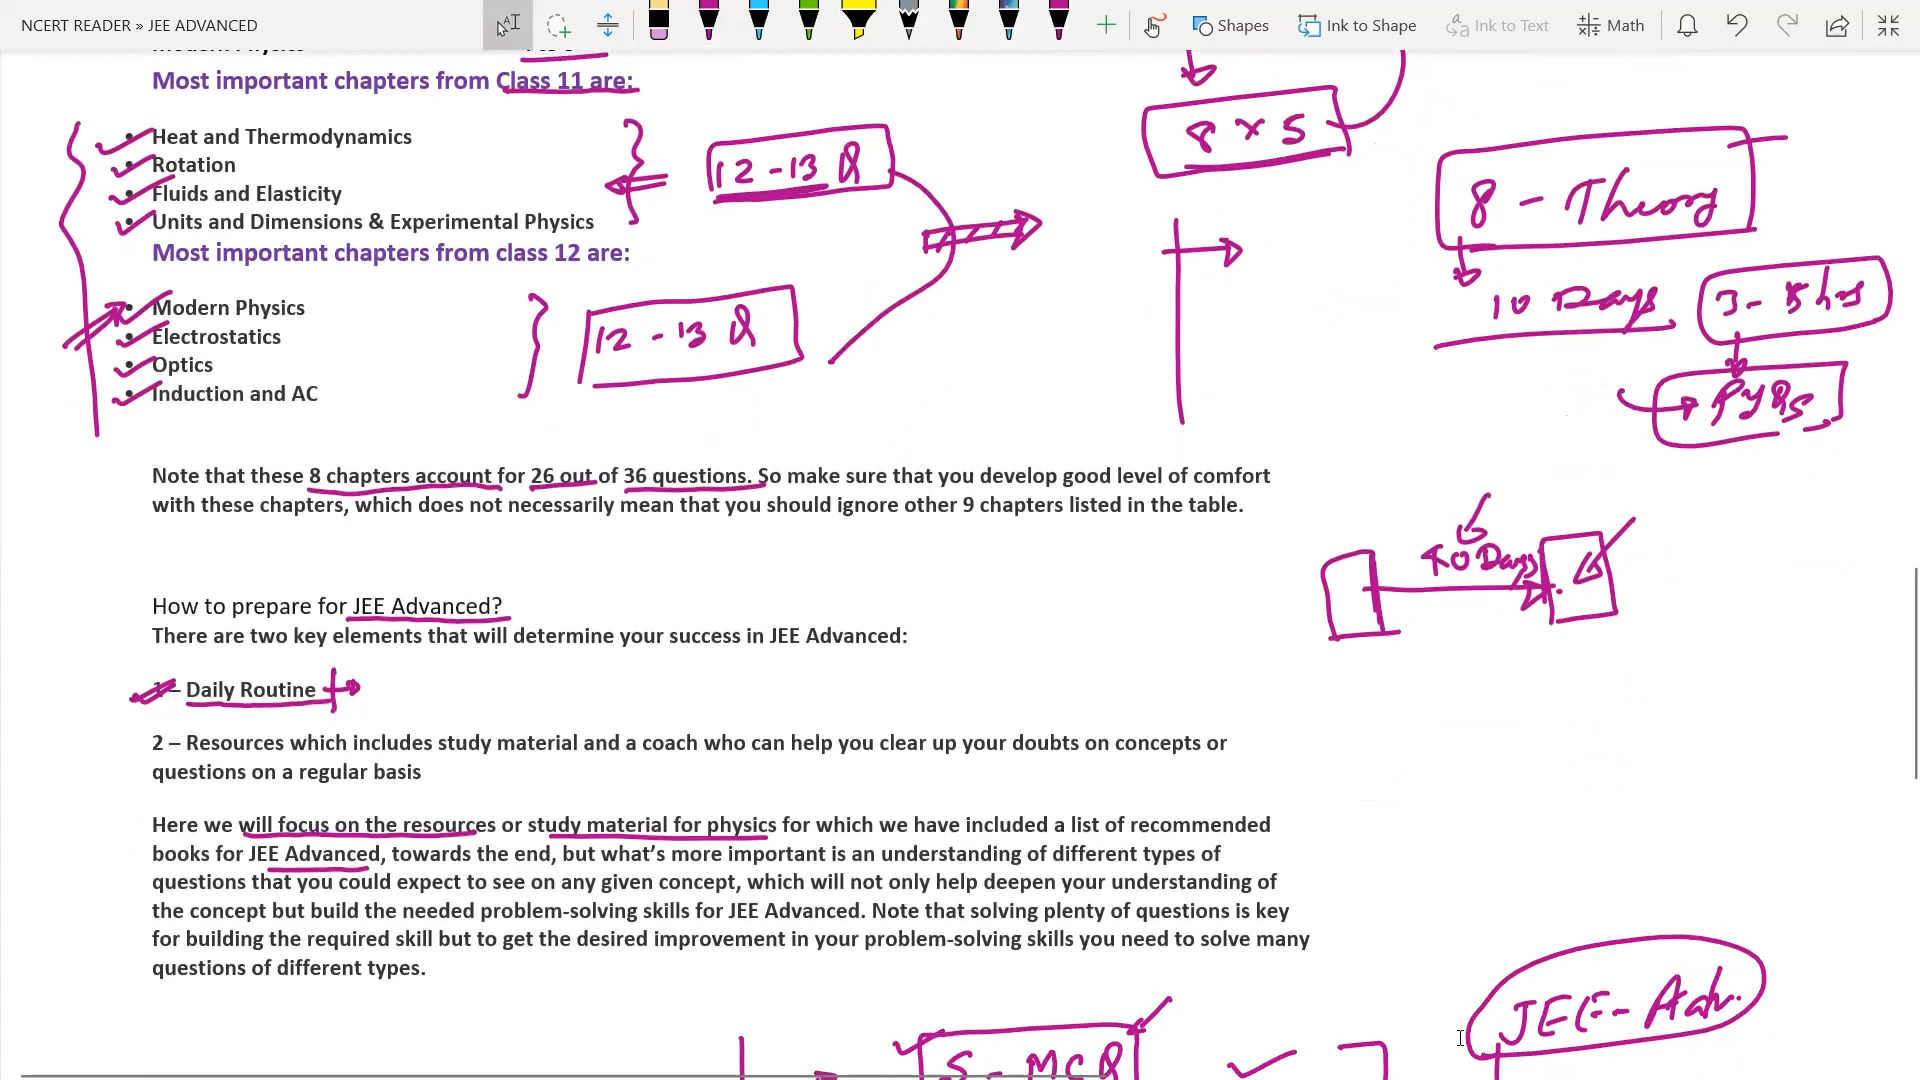 NCERT READER » JEE ADVANCED
Shapes
Ink to Shape
Ink to Text
Math
Most important chapters from Class 11 are:
8 x 5
• Heat and Thermodynamics
• Rotation
• Fluids and Elasticity
• Units and Dimensions & Experimental Physics
12 - 13 Q
8 - Theory
Most important chapters from class 12 are:
• Modern Physics
• Electrostatics
• Optics
• Induction and AC
12 - 13 Q
10 Days
PYQs
Note that these 8 chapters account for 26 out of 36 questions. So make sure that you develop good level of comfort
with these chapters, which does not necessarily mean that you should ignore other 9 chapters listed in the table.
Days
How to prepare for JEE Advanced?
There are two key elements that will determine your success in JEE Advanced:
1 – Daily Routine
2 – Resources which includes study material and a coach who can help you clear up your doubts on concepts or
questions on a regular basis
Here we will focus on the resources or study material for physics for which we have included a list of recommended
books for JEE Advanced, towards the end, but what’s more important is an understanding of different types of
questions that you could expect to see on any given concept, which will not only help deepen your understanding of
the concept but build the needed problem-solving skills for JEE Advanced. Note that solving plenty of questions is key
for building the required skill but to get the desired improvement in your problem-solving skills you need to solve many
questions of different types.
JEE - Adv.
S - MCQ